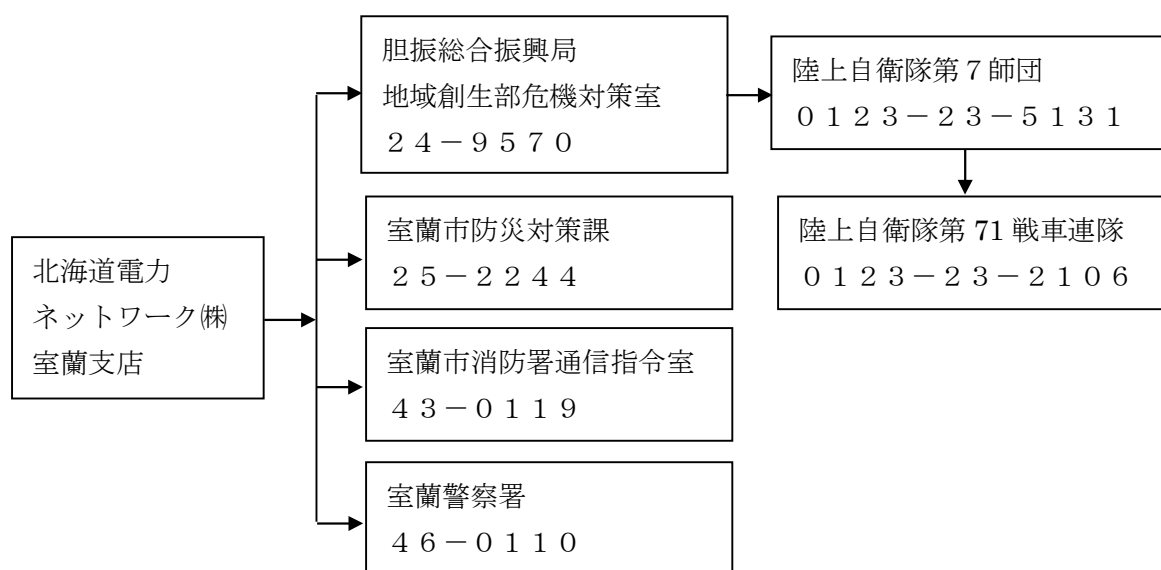 胆振総合振興局
地域創生部危機対策室
２４－９５７０
陸上自衛隊第７師団
０１２３－２３－５１３１
室蘭市防災対策課
２５－２２４４
陸上自衛隊第 71 戦車連隊
０１２３－２３－２１０６
北海道電力
ネットワーク㈱
室蘭支店
室蘭市消防署通信指令室
４３－０１１９
室蘭警察署
４６－０１１０